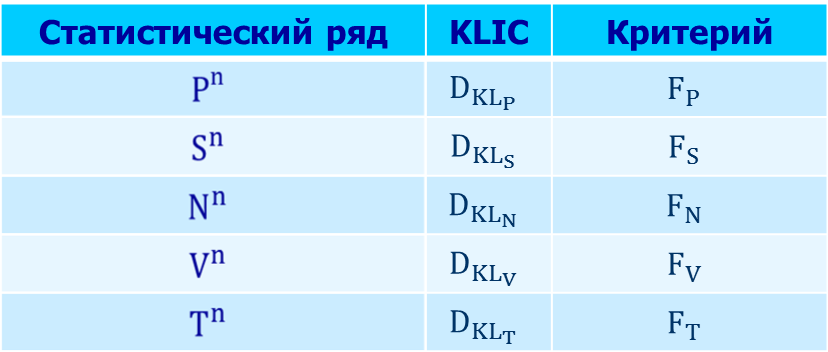 Статистический ряд KLIC Критерий
Pⁿ D_KL_P F_P
Sⁿ D_KL_S F_S
Nⁿ D_KL_N F_N
Vⁿ D_KL_V F_V
Tⁿ D_KL_T F_T